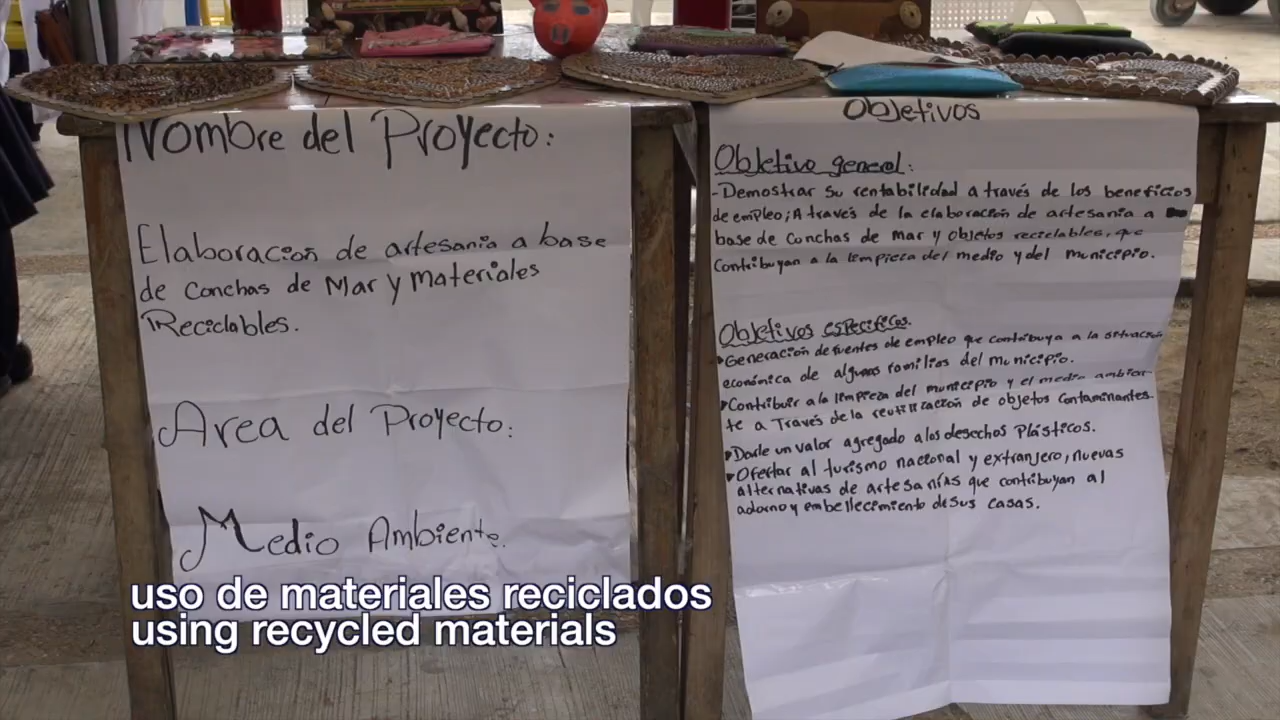 Nombre del Proyecto:
Elaboracion de artesania a base
de conchas de Mar y materiales
Reciclables.
Area del Proyecto:
Medio Ambiente.
Objetivos
Objetivo general:
-Demostrar su rentabilidad a través de los beneficios
de empleo; A través de la elaboración de artesania a
base de conchas de mar y objetos reciclables, que
contribuyan a la limpieza del medio y del municipio.
Objetivos especificos.
Generación de fuentes de empleo que contribuya a la situación
económica de algunas familias del municipio.
Contribuir a la limpieza del municipio y el medio ambien-
te a Través de la reutilización de objetos contaminantes.
Darle un valor agregado a los desechos Plásticos.
Ofertar al turismo nacional y extranjero, nuevas
alternativas de artesanías que contribuyan al
adorno y embellecimiento de sus casas.
uso de materiales reciclados
using recycled materials